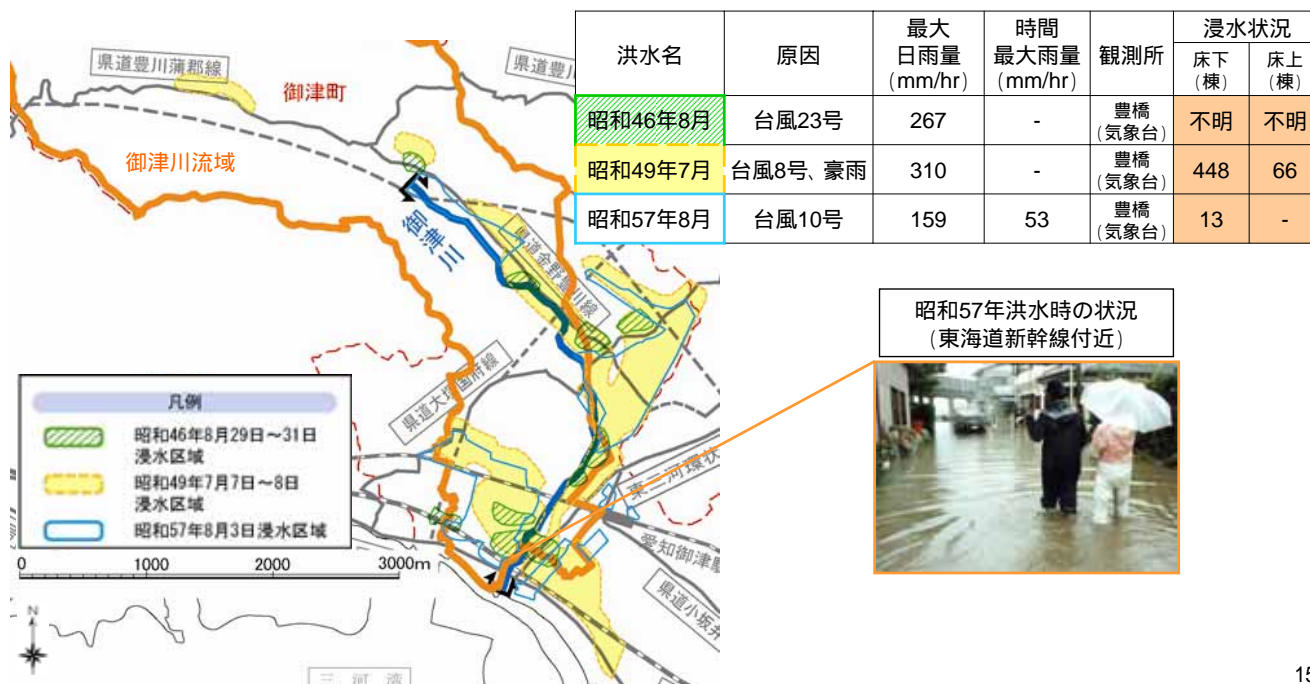 洪水名
原因
最大
日雨量
(mm/hr)
時間
最大雨量
(mm/hr)
観測所
浸水状況
床下
(棟)
床上
(棟)
昭和46年8月
台風23号
267
-
豊橋
(気象台)
不明
不明
昭和49年7月
台風8号、豪雨
310
-
豊橋
(気象台)
448
66
昭和57年8月
台風10号
159
53
豊橋
(気象台)
13
-
県道豊川蒲郡線
県道豊川
御津町
御津川流域
御津川
県道金野豊川線
県道大塚国府線
東三河環状
愛知御津駅
県道小坂井
三河湾
凡例
昭和46年8月29日～31日
浸水区域
昭和49年7月7日～8日
浸水区域
昭和57年8月3日浸水区域
0
1000
2000
3000m
N
昭和57年洪水時の状況
(東海道新幹線付近)
15